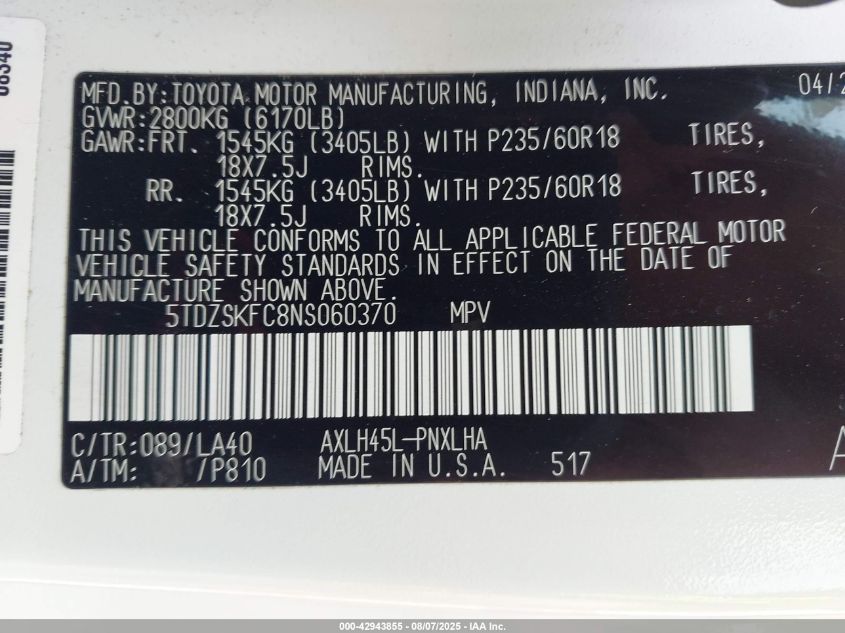 08340
MFD.BY:TOYOTA MOTOR MANUFACTURING, INDIANA, INC. 04/2
GVWR:2800KG (6170LB)
GAWR:FRT. 1545KG (3405LB) WITH P235/60R18 TIRES,
18X7.5J RIMS.
RR. 1545KG (3405LB) WITH P235/60R18 TIRES,
18X7.5J RIMS.
THIS VEHICLE CONFORMS TO ALL APPLICABLE FEDERAL MOTOR
VEHICLE SAFETY STANDARDS IN EFFECT ON THE DATE OF
MANUFACTURE SHOWN ABOVE.
5TDZSKFC8NS060370 MPV
C/TR:089/LA40 AXLH45L-PNXLHA
A/TM: /P810 MADE IN U.S.A. 517
000-42943855 | 08/07/2025 - IAA Inc.